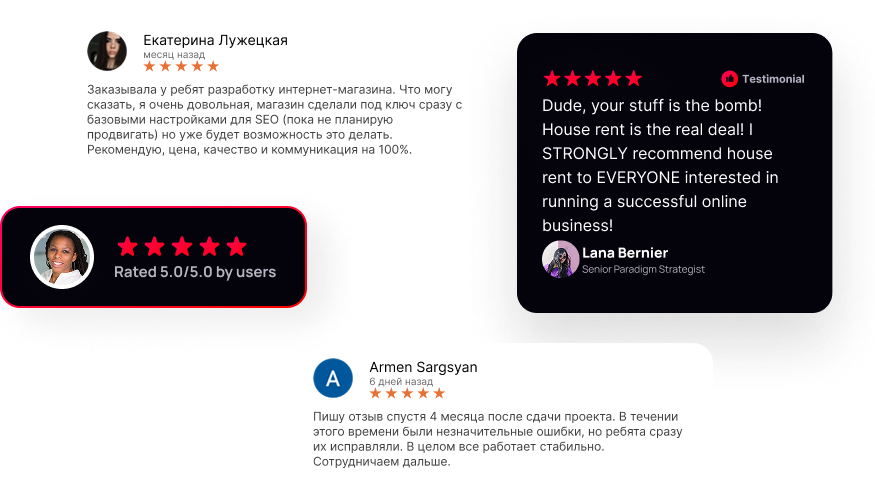 Екатерина Лужецкая
месяц назад
Заказывала у ребят разработку интернет-магазина. Что могу
сказать, я очень довольная, магазин сделали под ключ сразу с
базовыми настройками для SEO (пока не планирую
продвигать) но уже будет возможность это делать.
Рекомендую, цена, качество и коммуникация на 100%.
Testimonial
Dude, your stuff is the bomb!
House rent is the real deal! I
STRONGLY recommend house
rent to EVERYONE interested in
running a successful online
business!
Lana Bernier
Senior Paradigm Strategist
Rated 5.0/5.0 by users
A
Armen Sargsyan
6 дней назад
Пишу отзыв спустя 4 месяца после сдачи проекта. В течении
этого времени были незначительные ошибки, но ребята сразу
их исправляли. В целом все работает стабильно.
Сотрудничаем дальше.